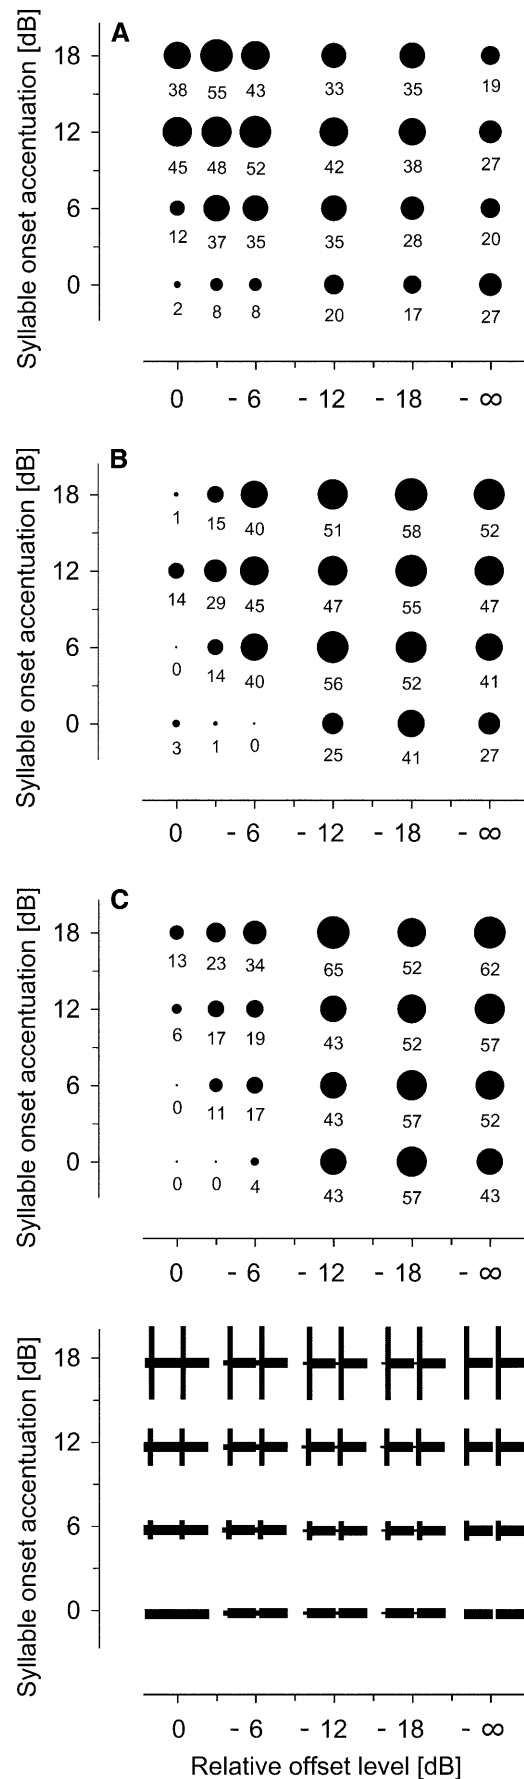 A
Syllable onset accentuation [dB]
18
38 55 43 33 35 19
12
45 48 52 42 38 27
6
12 37 35 35 28 20
0
2 8 8 20 17 27
0 - 6 - 12 - 18 - ∞
B
Syllable onset accentuation [dB]
18
1 15 40 51 58 52
12
14 29 45 47 55 47
6
0 14 40 56 52 41
0
3 1 0 25 41 27
0 - 6 - 12 - 18 - ∞
C
Syllable onset accentuation [dB]
18
13 23 34 65 52 62
12
6 17 19 43 52 57
6
0 11 17 43 57 52
0
0 0 4 43 57 43
0 - 6 - 12 - 18 - ∞
Syllable onset accentuation [dB]
18
12
6
0
0 - 6 - 12 - 18 - ∞
Relative offset level [dB]